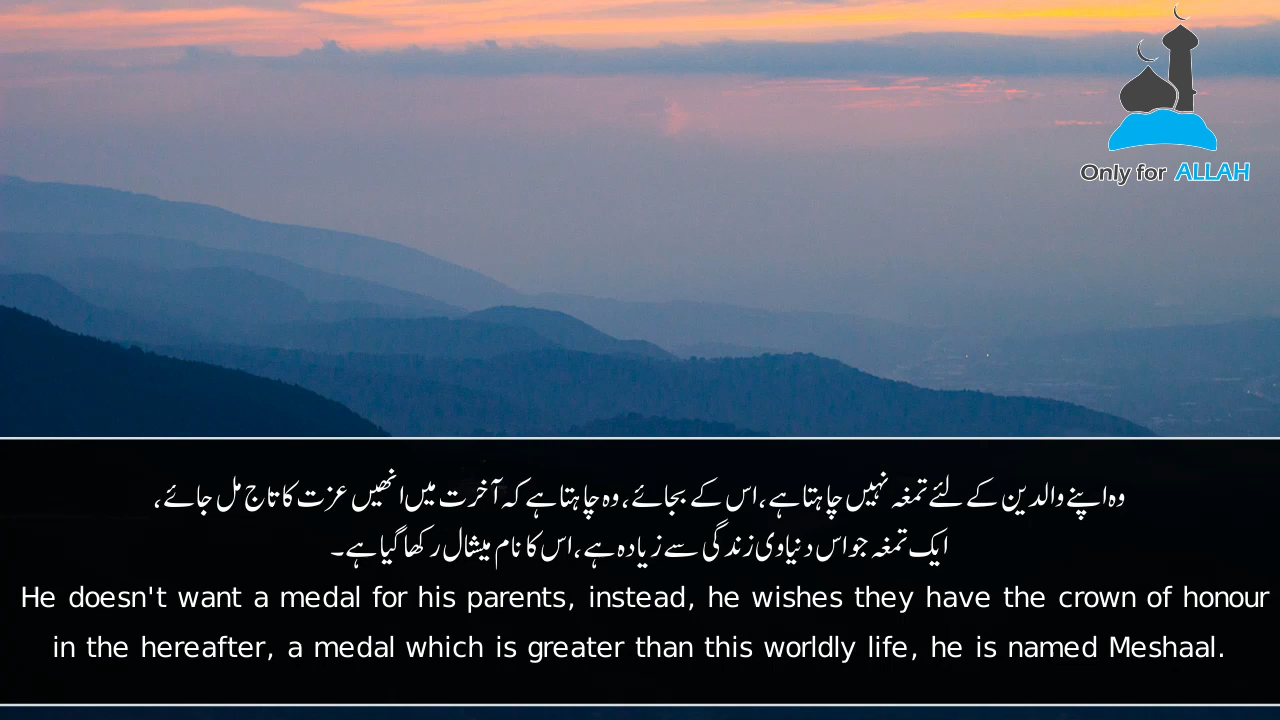 Only for ALLAH
وہ اپنے والدین کے لئے تمغہ نہیں چاہتا ہے، اس کے بجائے، وہ چاہتا ہے کہ آخرت میں انھیں عزت کا تاج مل جائے،
ایک تمغہ جو اس دنیاوی زندگی سے زیادہ ہے، اس کا نام میشال رکھا گیا ہے۔
He doesn't want a medal for his parents, instead, he wishes they have the crown of honour
in the hereafter, a medal which is greater than this worldly life, he is named Meshaal.